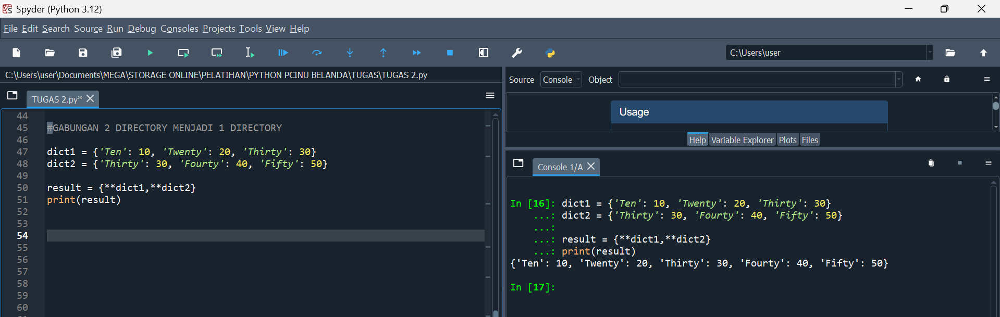 Spyder (Python 3.12)
File Edit Search Source Run Debug Consoles Projects Tools View Help
C:\Users\user
C:\Users\user\Documents\MEGA\STORAGE ONLINE\PELATIHAN\PYTHON PCINU BELANDA\TUGAS\TUGAS 2.py
TUGAS 2.py*
44
45 #GABUNGAN 2 DIRECTORY MENJADI 1 DIRECTORY
46
47 dict1 = {'Ten': 10, 'Twenty': 20, 'Thirty': 30}
48 dict2 = {'Thirty': 30, 'Fourty': 40, 'Fifty': 50}
49
50 result = {**dict1,**dict2}
51 print(result)
52
53
54
55
56
57
58
59
60
Source Console Object
Usage
Help Variable Explorer Plots Files
Console 1/A
In [16]: dict1 = {'Ten': 10, 'Twenty': 20, 'Thirty': 30}
...: dict2 = {'Thirty': 30, 'Fourty': 40, 'Fifty': 50}
...:
...: result = {**dict1,**dict2}
...: print(result)
{'Ten': 10, 'Twenty': 20, 'Thirty': 30, 'Fourty': 40, 'Fifty': 50}
In [17]: